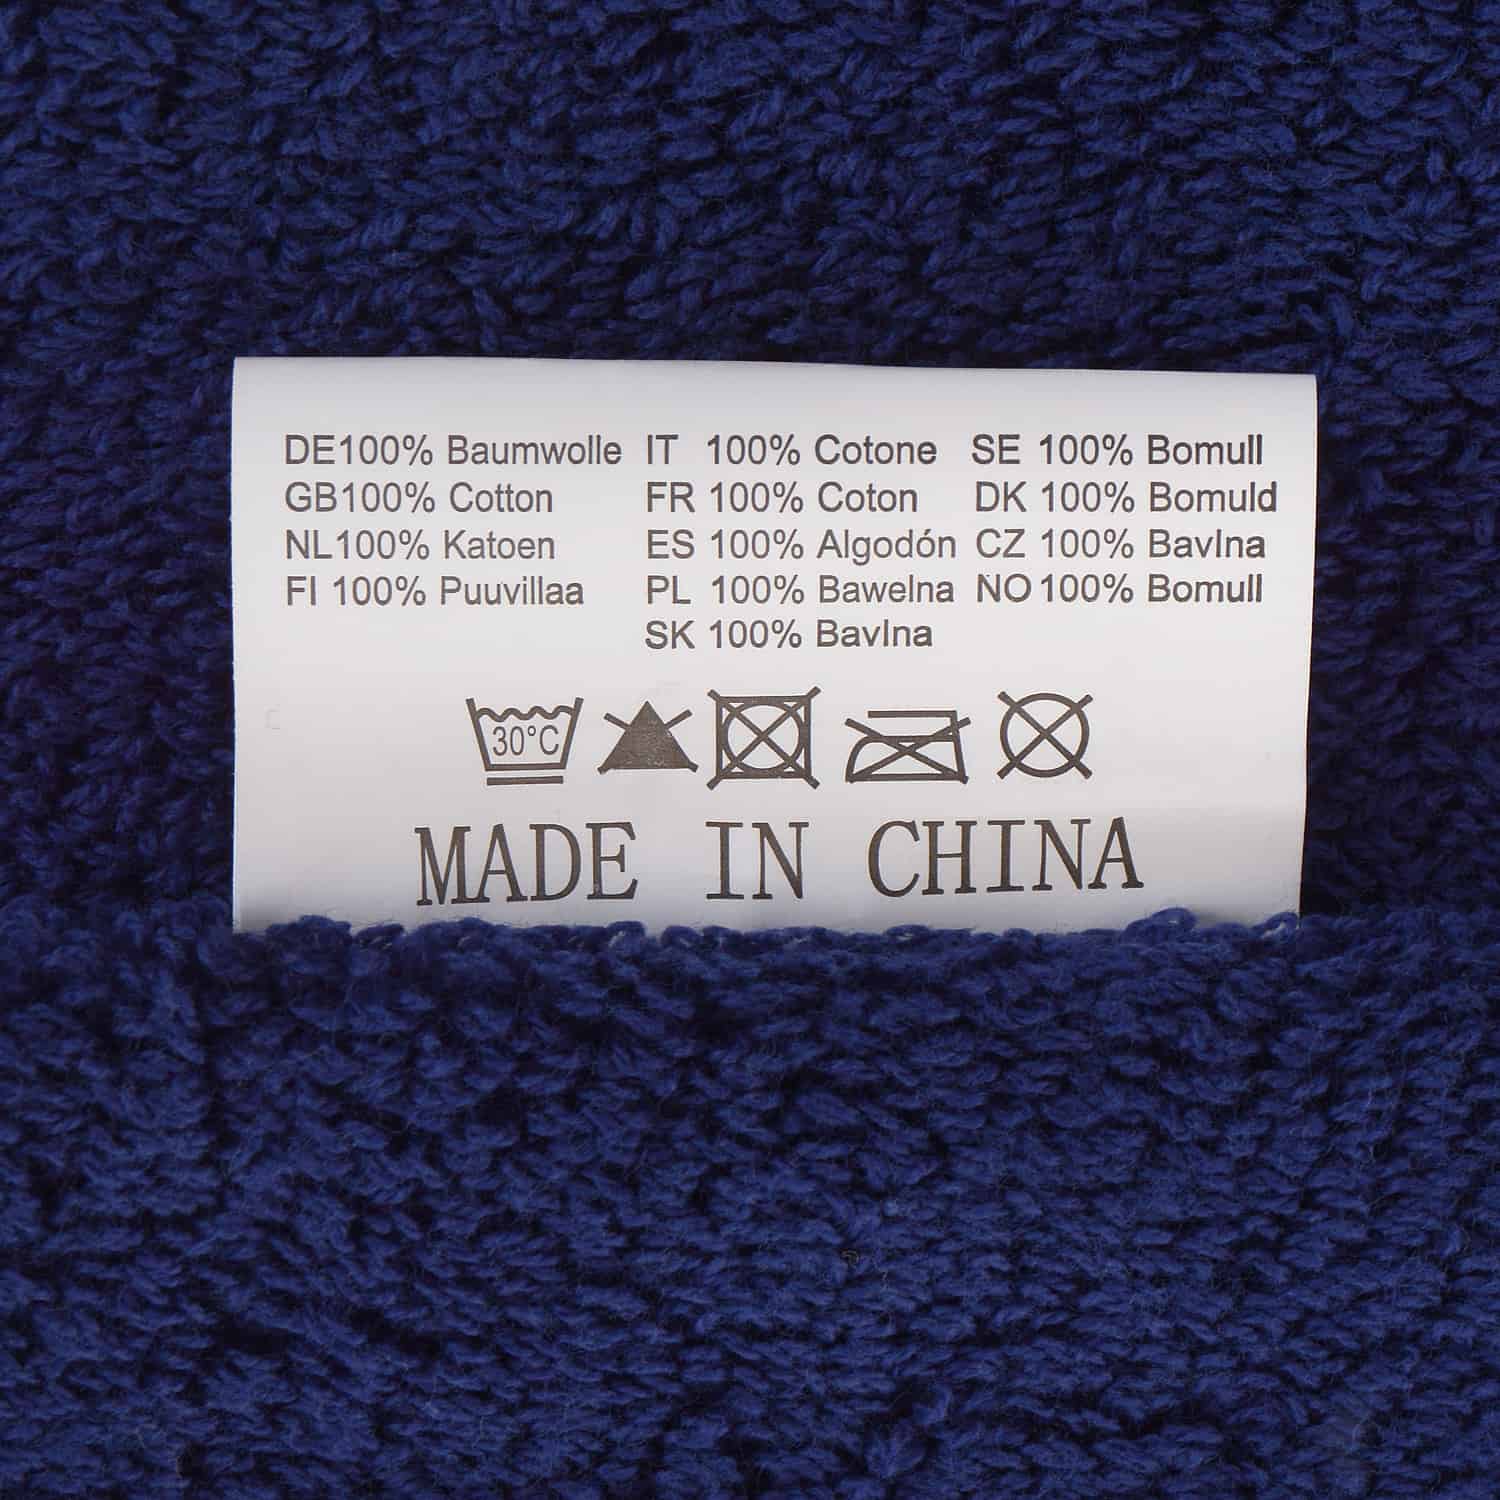 DE100% Baumwolle IT 100% Cotone SE 100% Bomull
GB100% Cotton FR 100% Coton DK 100% Bomuld
NL100% Katoen ES 100% Algodón CZ 100% Bavlna
FI 100% Puuvillaa PL 100% Bawelna NO 100% Bomull
SK 100% Bavlna
30°C
MADE IN CHINA